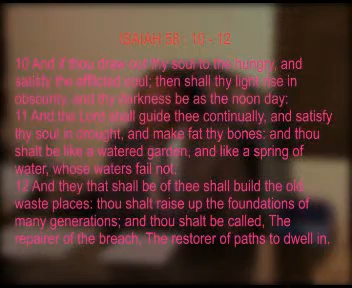 ISAIAH 58 : 10 - 12
10 And if thou draw out thy soul to the hungry, and
satisfy the afflicted soul; then shall thy light rise in
obscurity, and thy darkness be as the noon day:
11 And the Lord shall guide thee continually, and satisfy
thy soul in drought, and make fat thy bones: and thou
shalt be like a watered garden, and like a spring of
water, whose waters fail not.
12 And they that shall be of thee shall build the old
waste places: thou shalt raise up the foundations of
many generations; and thou shalt be called, The
repairer of the breach, The restorer of paths to dwell in.